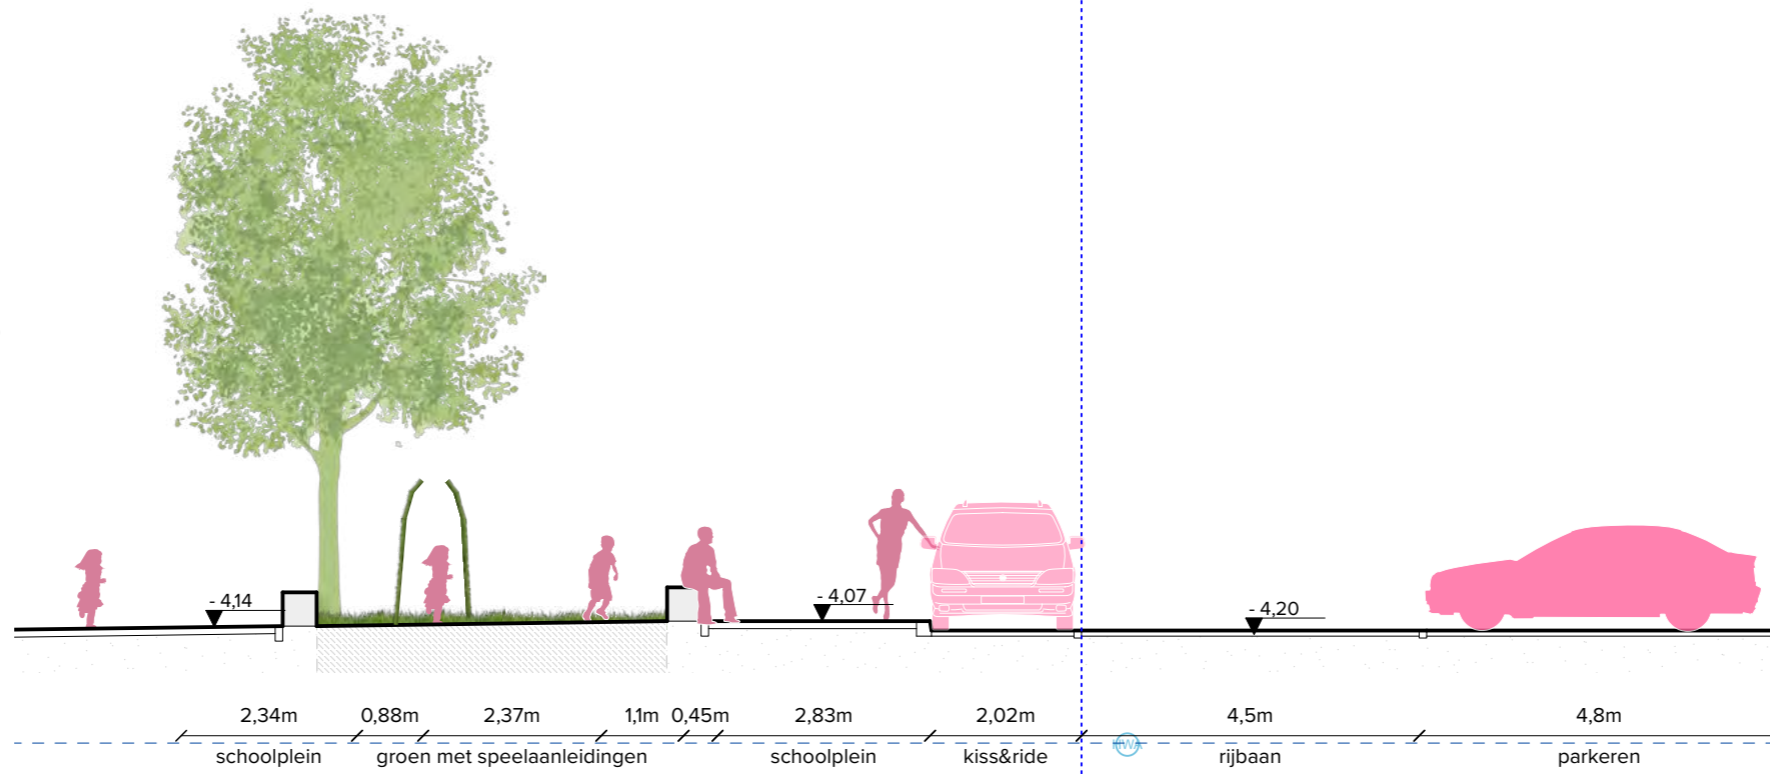 - 4,14
- 4,07
- 4,20
2,34m 0,88m 2,37m 1,1m 0,45m 2,83m 2,02m 4,5m 4,8m
HWA
schoolplein groen met speelaanleidingen schoolplein kiss&ride rijbaan parkeren